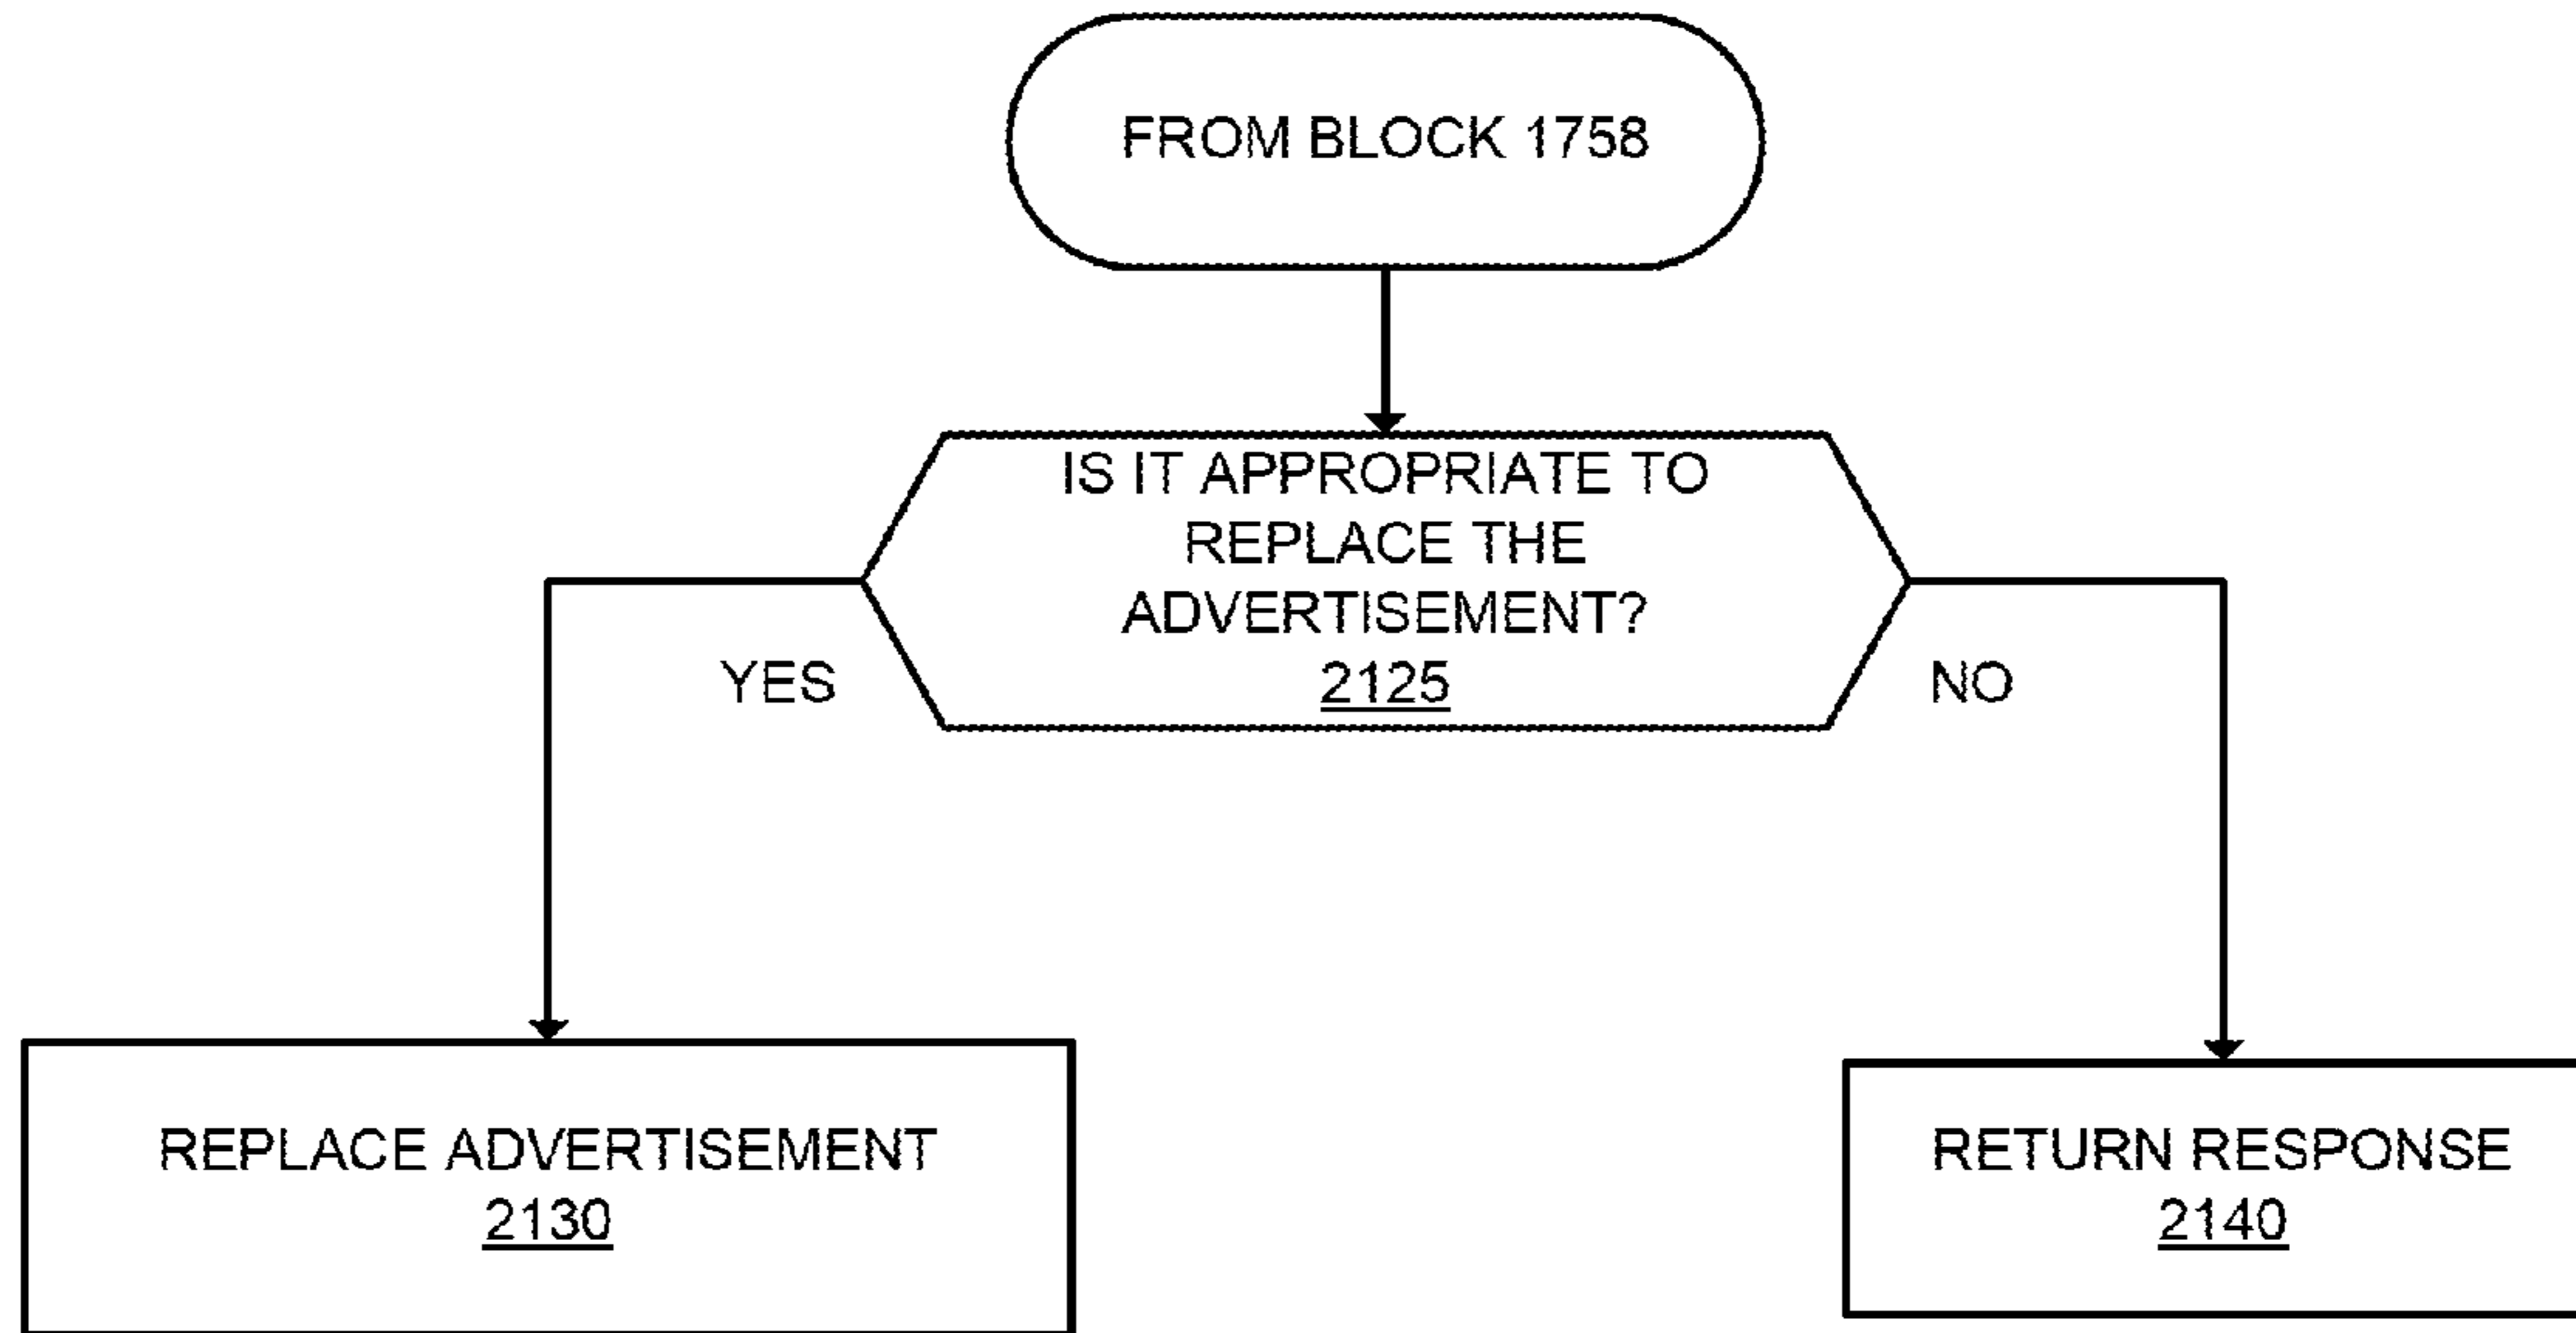 FROM BLOCK 1758
IS IT APPROPRIATE TO
REPLACE THE
ADVERTISEMENT?
2125
YES
NO
REPLACE ADVERTISEMENT
2130
RETURN RESPONSE
2140